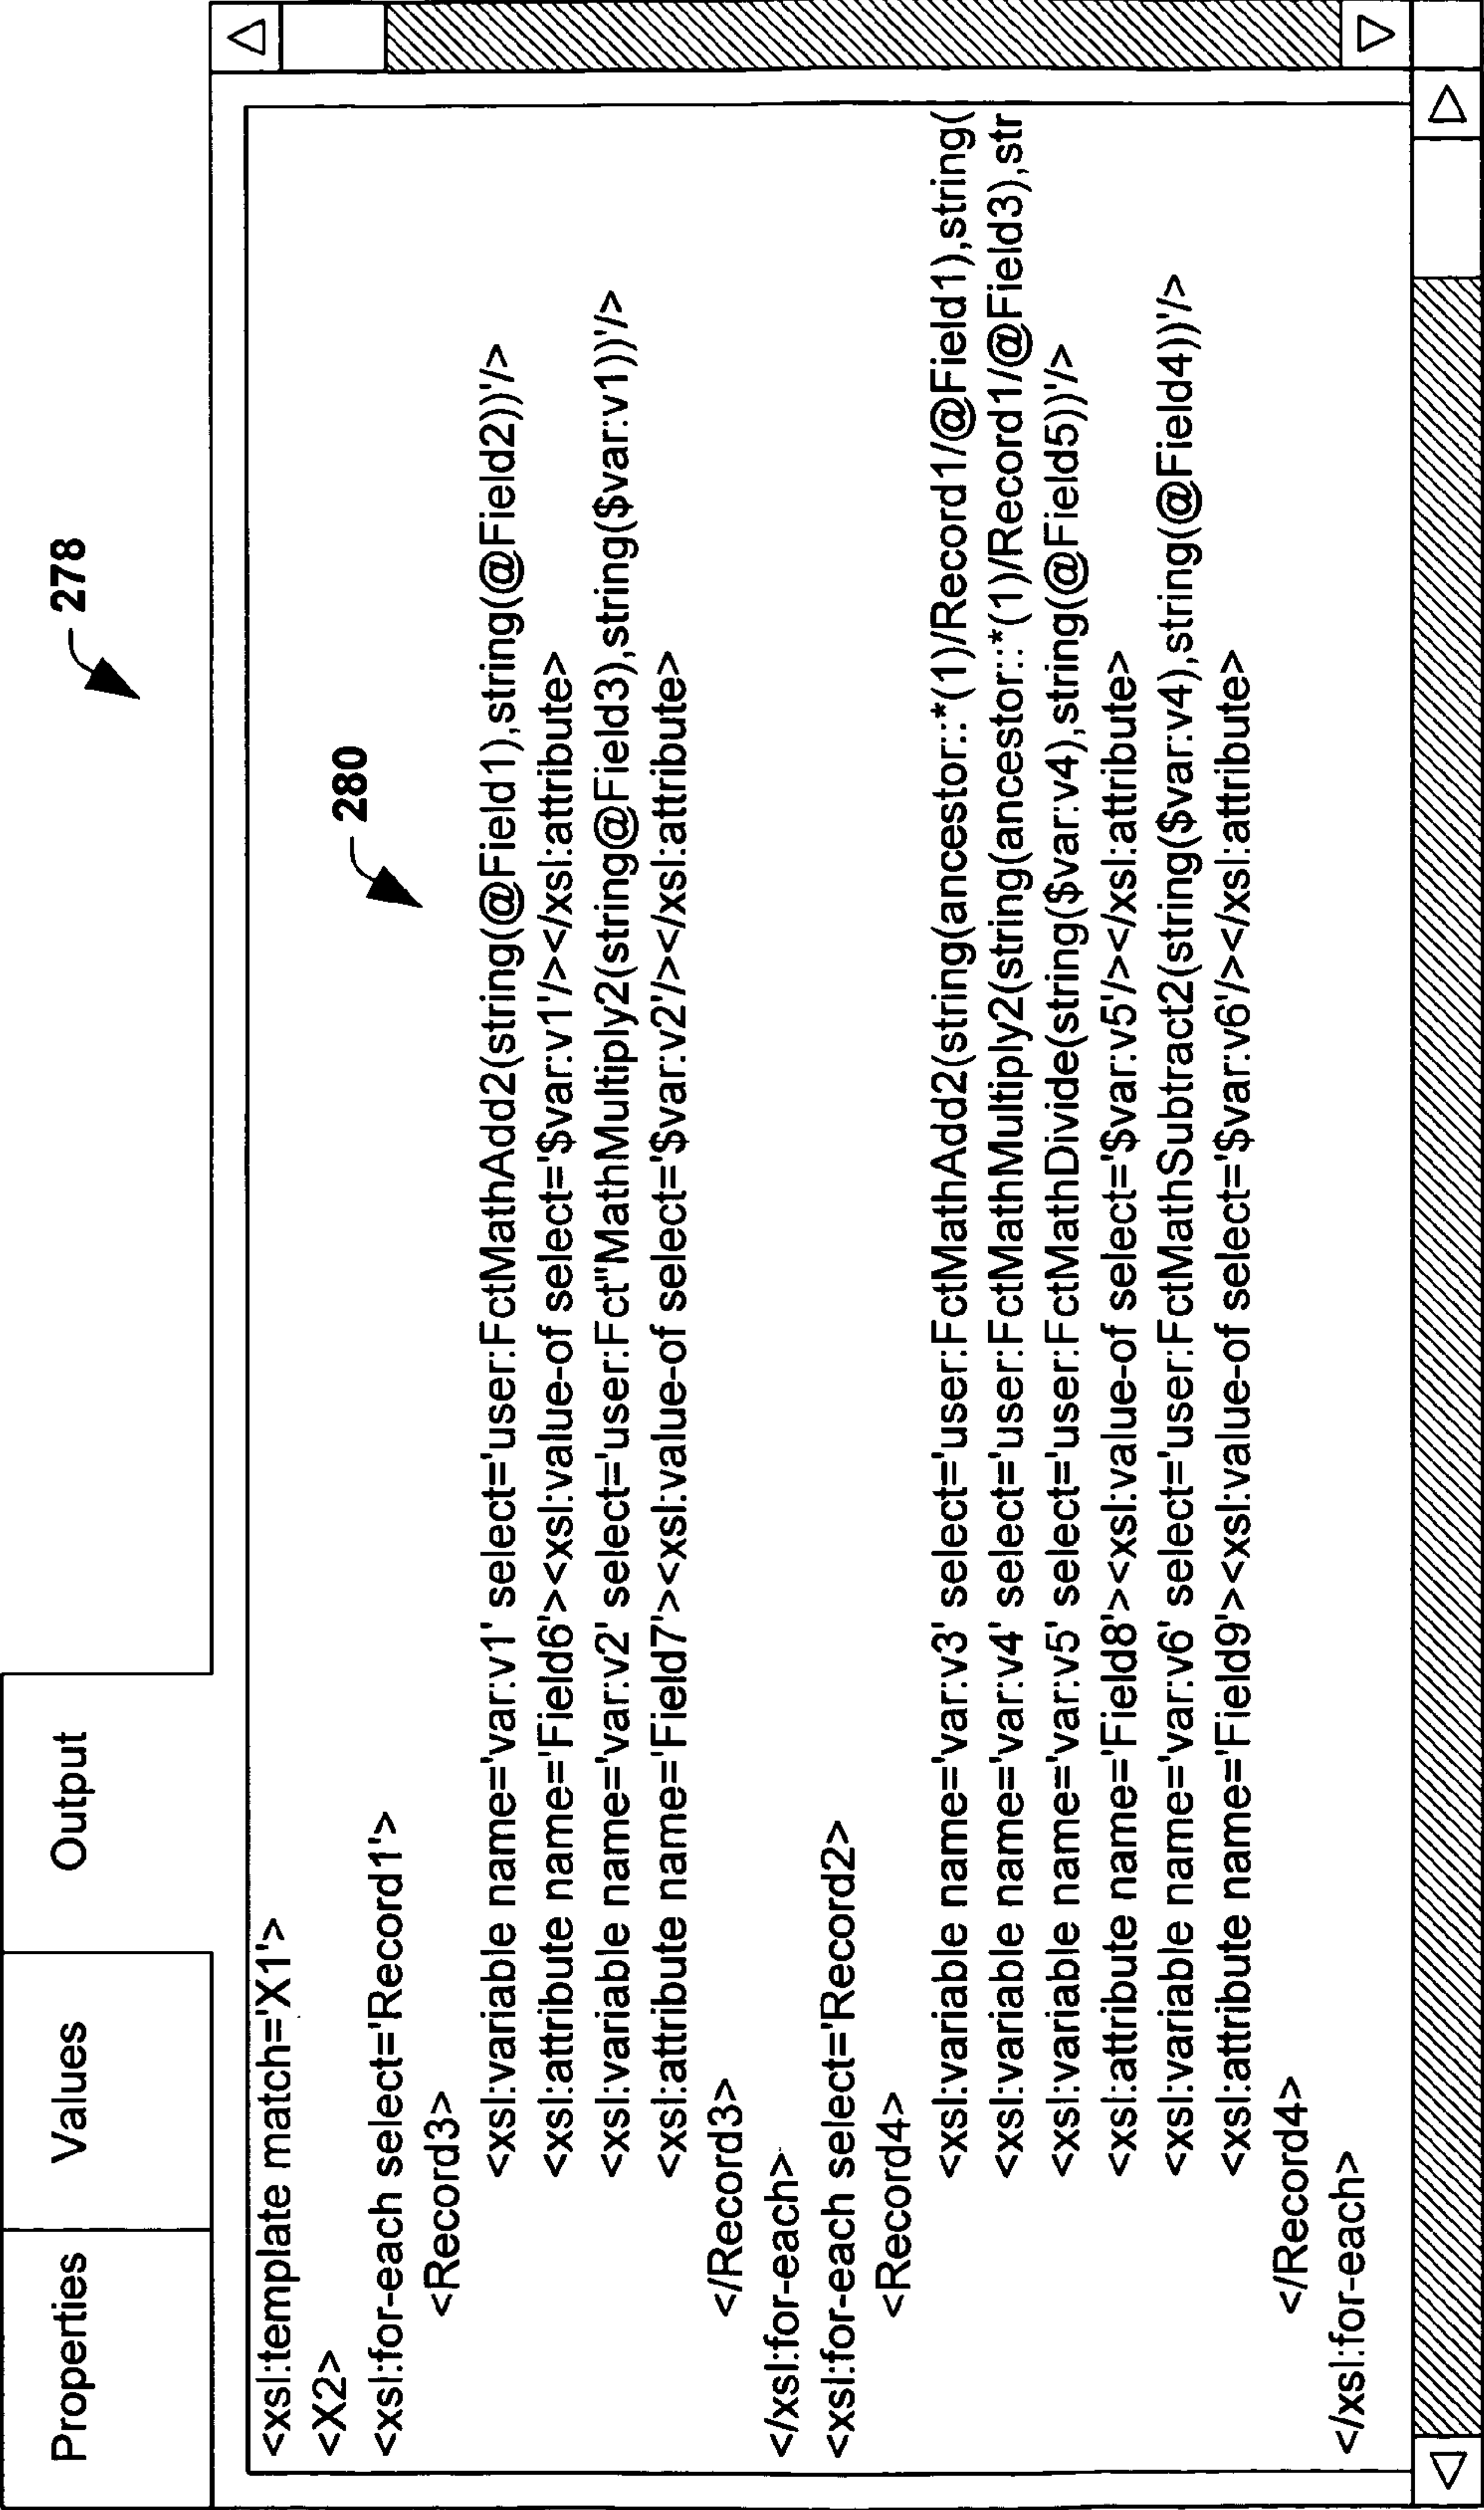 Properties
Values
Output
278
280
<xsl:template match='X1'>
<X2>
<xsl:for-each select='Record1'>
<Record3>
<xsl:variable name='var:v1' select='user:FctMathAdd2(string(@Field1),string(@Field2))'/>
<xsl:attribute name='Field6'><xsl:value-of select='$var:v1'/></xsl:attribute>
<xsl:variable name='var:v2' select='user:Fct"MathMultiply2(string@Field3),string($var:v1))'/>
<xsl:attribute name='Field7'><xsl:value-of select='$var:v2'/></xsl:attribute>
</Record3>
</xsl:for-each>
<xsl:for-each select='Record2>
<Record4>
<xsl:variable name='var:v3' select='user:FctMathAdd2(string(ancestor::*(1)/Record1/@Field1),string(
<xsl:variable name='var:v4' select='user:FctMathMultiply2(string(ancestor::*(1)/Record1/@Field3),str
<xsl:variable name='var:v5' select='user:FctMathDivide(string($var:v4),string(@Field5))'/>
<xsl:attribute name='Field8'><xsl:value-of select='$var:v5'/></xsl:attribute>
<xsl:variable name='var:v6' select='user:FctMathSubtract2(string($var:v4),string(@Field4))'/>
<xsl:attribute name='Field9'><xsl:value-of select='$var:v6'/></xsl:attribute>
</Record4>
</xsl:for-each>